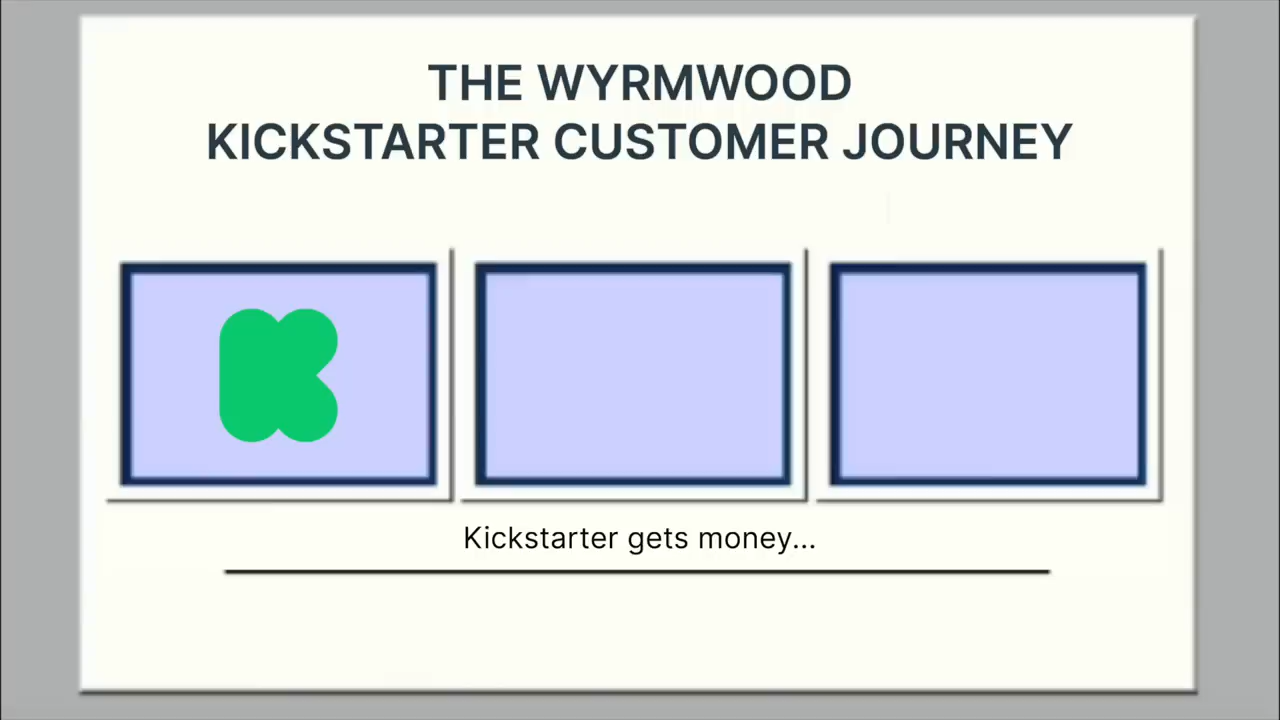 THE WYRMWOOD
KICKSTARTER CUSTOMER JOURNEY
K
Kickstarter gets money...